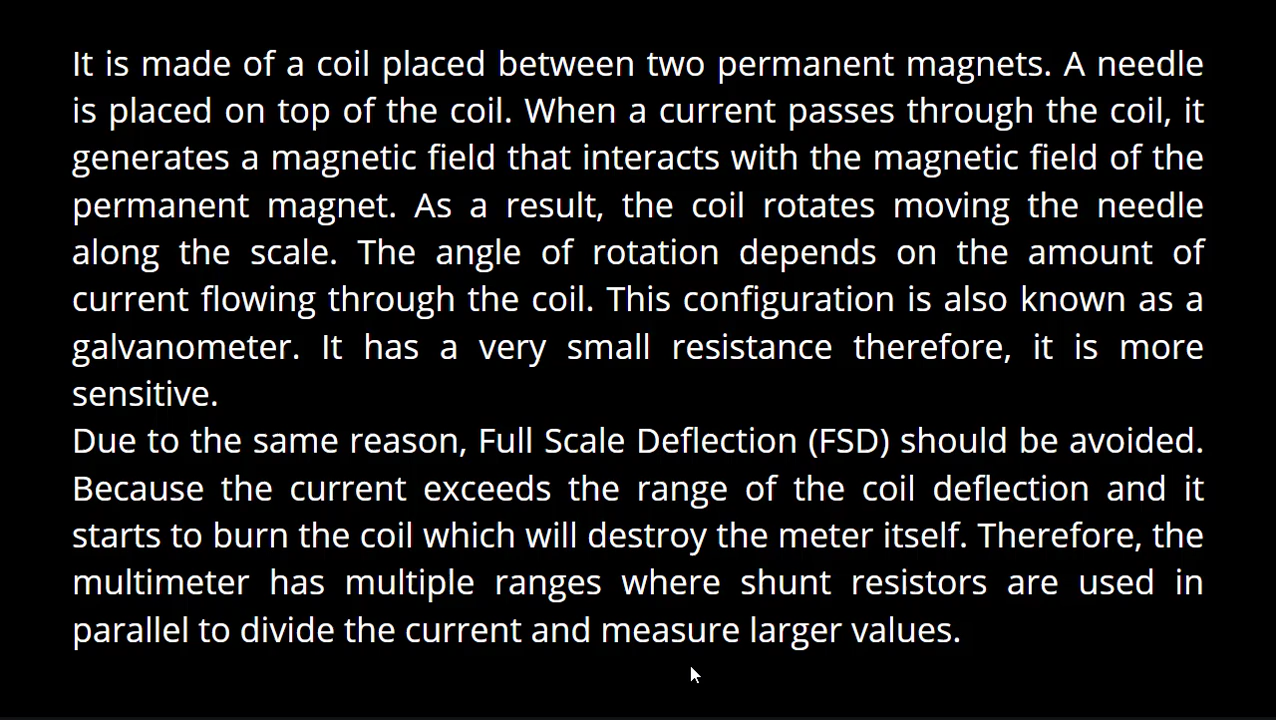 It is made of a coil placed between two permanent magnets. A needle
is placed on top of the coil. When a current passes through the coil, it
generates a magnetic field that interacts with the magnetic field of the
permanent magnet. As a result, the coil rotates moving the needle
along the scale. The angle of rotation depends on the amount of
current flowing through the coil. This configuration is also known as a
galvanometer. It has a very small resistance therefore, it is more
sensitive.
Due to the same reason, Full Scale Deflection (FSD) should be avoided.
Because the current exceeds the range of the coil deflection and it
starts to burn the coil which will destroy the meter itself. Therefore, the
multimeter has multiple ranges where shunt resistors are used in
parallel to divide the current and measure larger values.